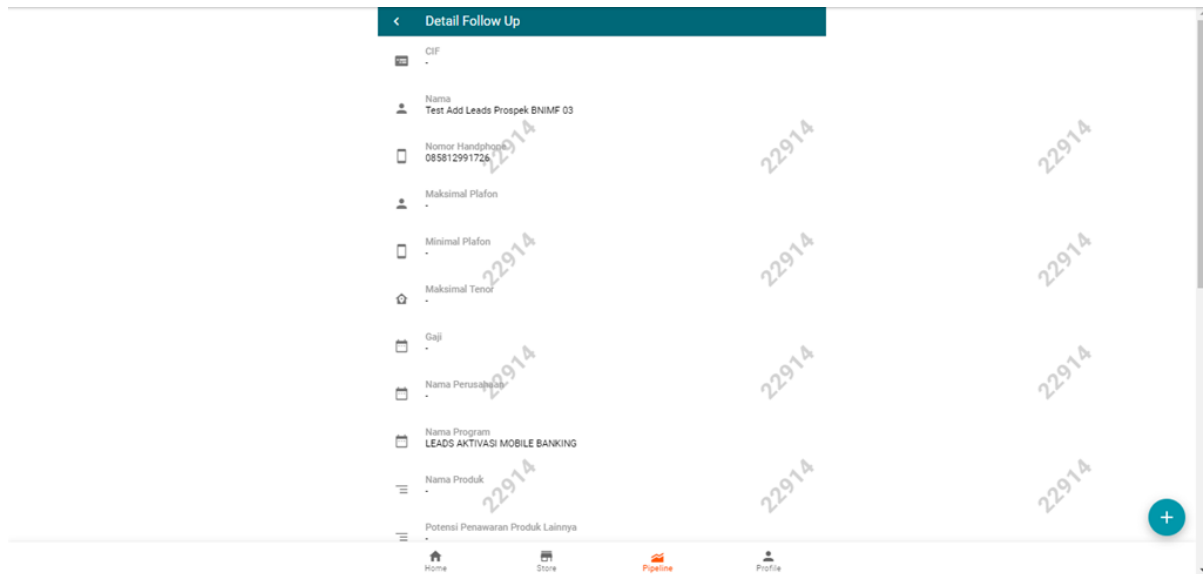 Detail Follow Up
CIF
-
Nama
Test Add Leads Prospek BNIMF 03
Nomor Handphone
085812991726
Maksimal Plafon
-
Minimal Plafon
-
Maksimal Tenor
-
Gaji
-
Nama Perusahaan
-
Nama Program
LEADS AKTIVASI MOBILE BANKING
Nama Produk
-
Potensi Penawaran Produk Lainnya
-
22914 22914 22914
22914 22914 22914
22914 22914 22914
22914 22914 22914
Home Store Pipeline Profile